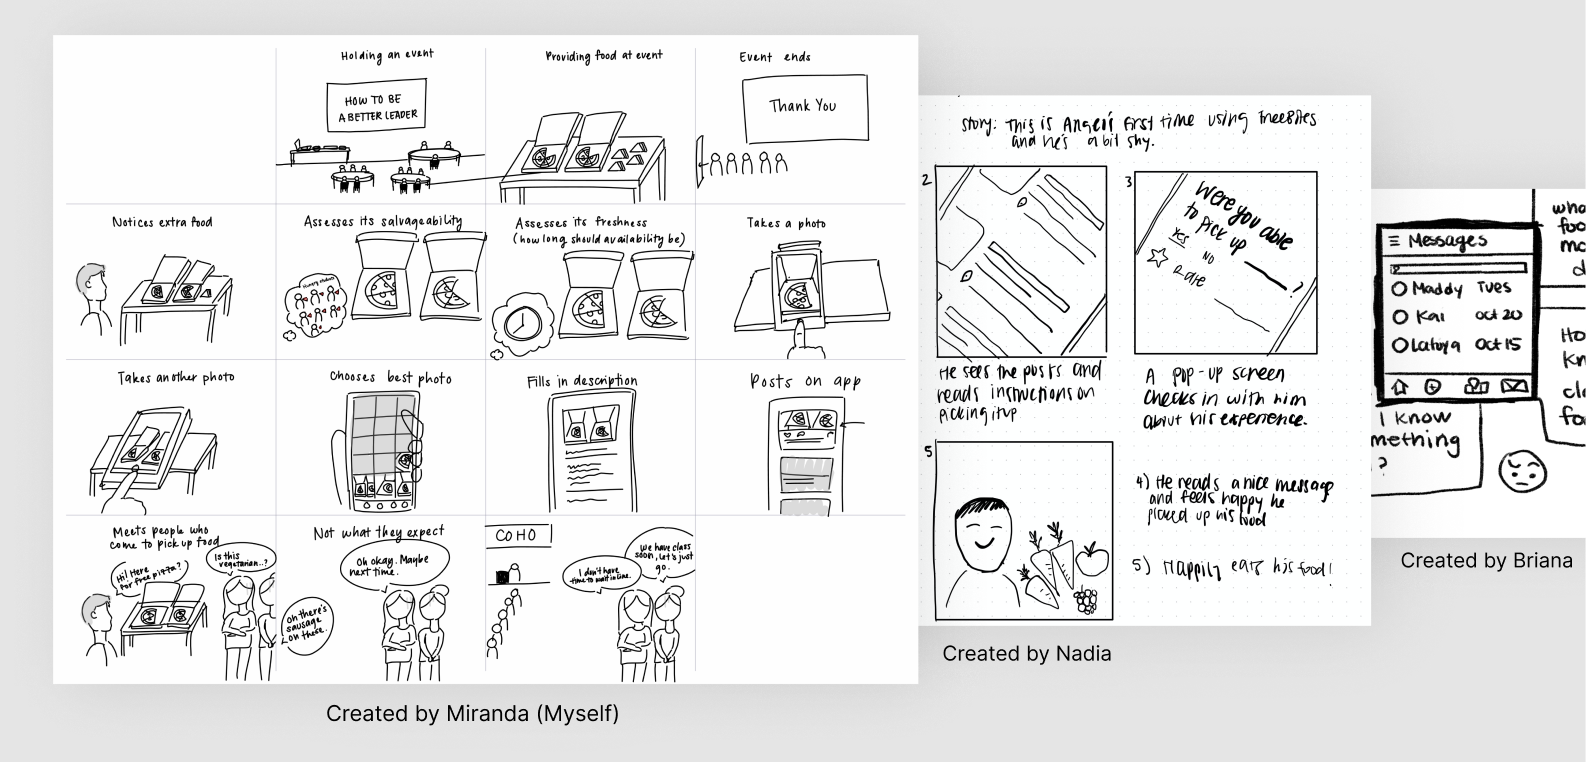 Holding an event
HOW TO BE
A BETTER LEADER
Providing food at event
Event ends
Thank You
Notices extra food
Assesses its salvageability
Hungry students
Assesses its freshness
(how long should availability be)
Takes a photo
Takes another photo
Chooses best photo
Fills in description
Posts on app
Meets people who
come to pick up food
Hi! Here
for free pizza?
Is this
vegetarian..?
Not what they expect
Oh okay. Maybe
next time.
Oh there's
sausage
on these.
COHO
I don't have
time to wait in line.
We have class
soon, let's just
go.
Created by Miranda (Myself)
story: This is Angel's first time using freeBites
and he's a bit shy.
2
He sees the posts and
reads instructions on
picking it up
3
Were you able
to pick up
?
Yes
NO
Rate
A pop-up screen
checks in with him
about his experience.
5
4) He reads a nice message
and feels happy he
picked up his food
5) Happily eats his food!
Created by Nadia
Messages
Maddy Tues
Kai Oct 20
Latoya Oct 15
I know
mething
?
who
foo
mo
d
Ho
Kn
clo
fo
Created by Briana